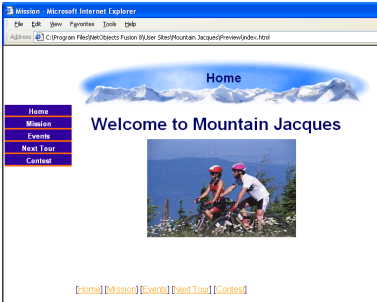 Mission - Microsoft Internet Explorer
File Edit View Favorites Tools Help
Address C:\Program Files\NetObjects Fusion 8\User Sites\Mountain Jacques\Preview\index.html
Home
Home
Mission
Events
Next Tour
Contest
Welcome to Mountain Jacques
[Home] [Mission] [Events] [Next Tour] [Contest]